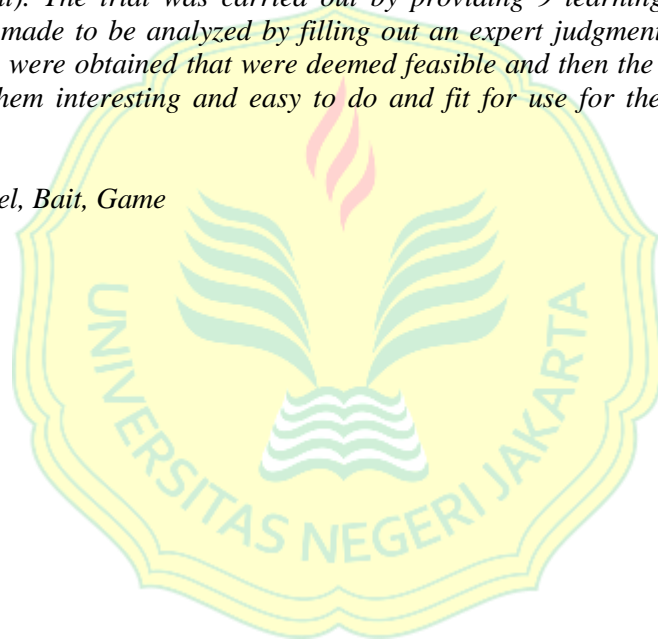 al). The trial was carried out by providing 9 learning
made to be analyzed by filling out an expert judgment
were obtained that were deemed feasible and then the
hem interesting and easy to do and fit for use for the
el, Bait, Game
UNIVERSITAS NEGERI JAKARTA